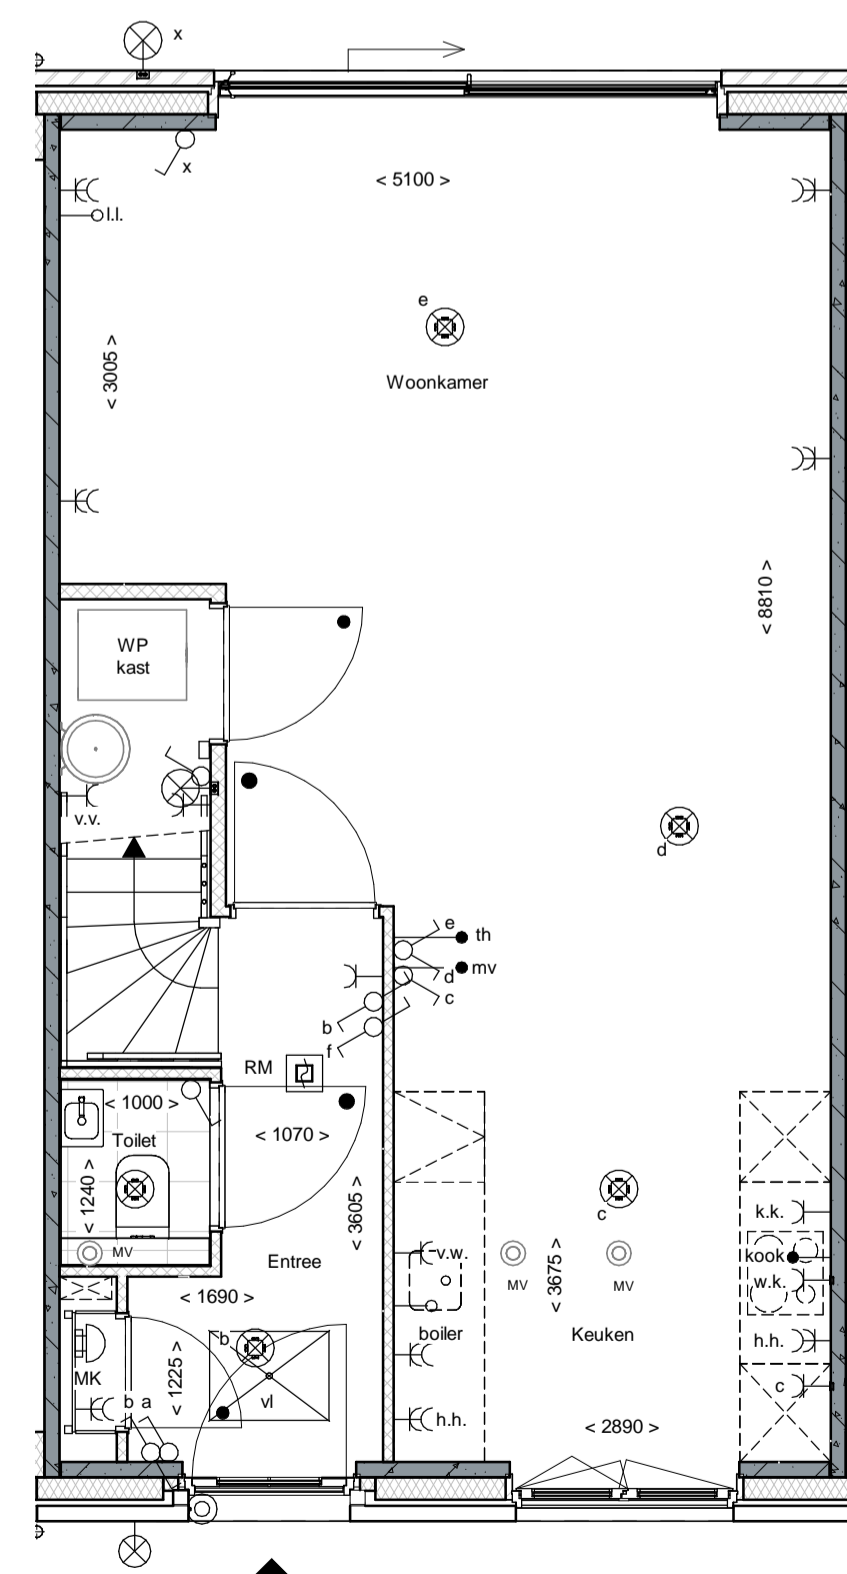 x
x
< 5100 >
l.l.
e
Woonkamer
< 3005 >
< 8810 >
WP
kast
v.v.
d
e
th
d
mv
c
b
f
RM
< 1000 >
Toilet
< 1070 >
< 1240 >
< 3605 >
c
k.k.
MV
Entree
v.w.
MV
MV
< 3675 >
kook
w.k.
< 1690 >
b
boiler
Keuken
h.h.
MK
< 1225 >
vl
c
b a
h.h.
< 2890 >